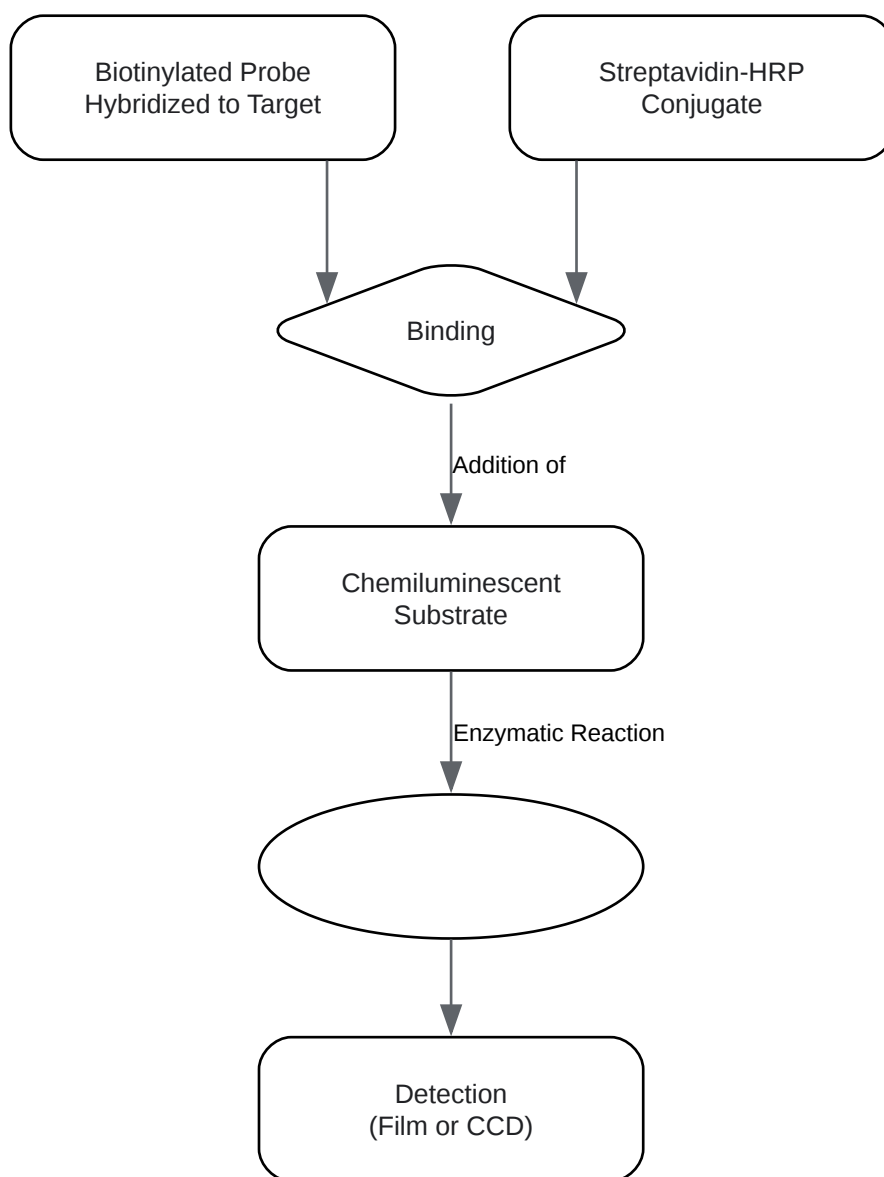 Biotinylated Probe
Hybridized to Target
Streptavidin-HRP
Conjugate
Binding
Addition of
Chemiluminescent
Substrate
Enzymatic Reaction
Detection
(Film or CCD)